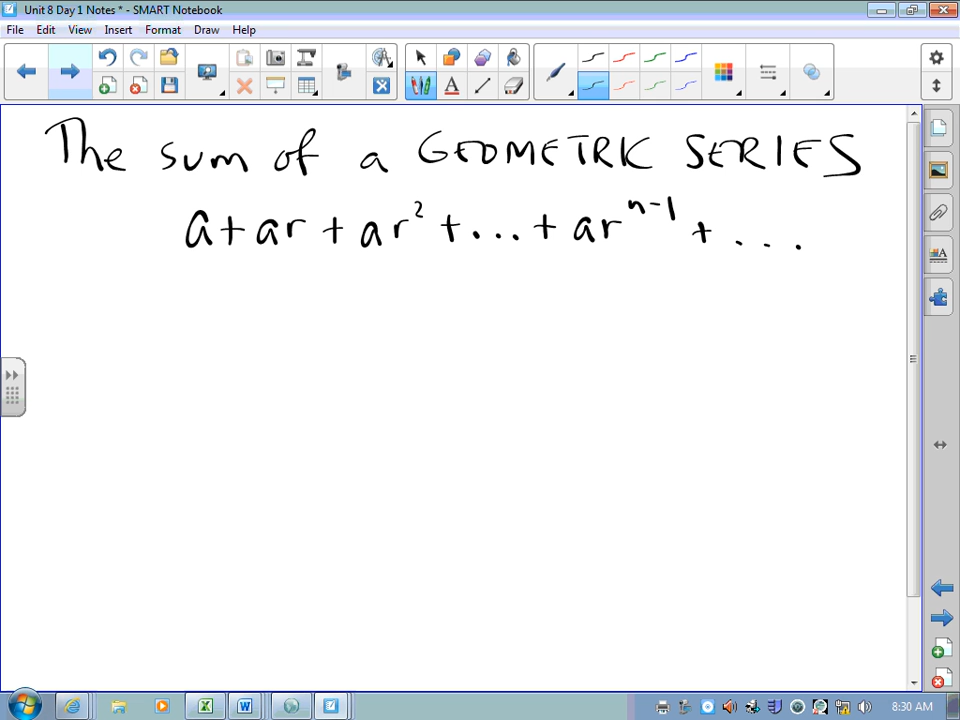 Unit 8 Day 1 Notes * - SMART Notebook
File Edit View Insert Format Draw Help
The sum of a GEOMETRIC SERIES
a + ar + ar² + ... + arⁿ⁻¹ + ...
8:30 AM